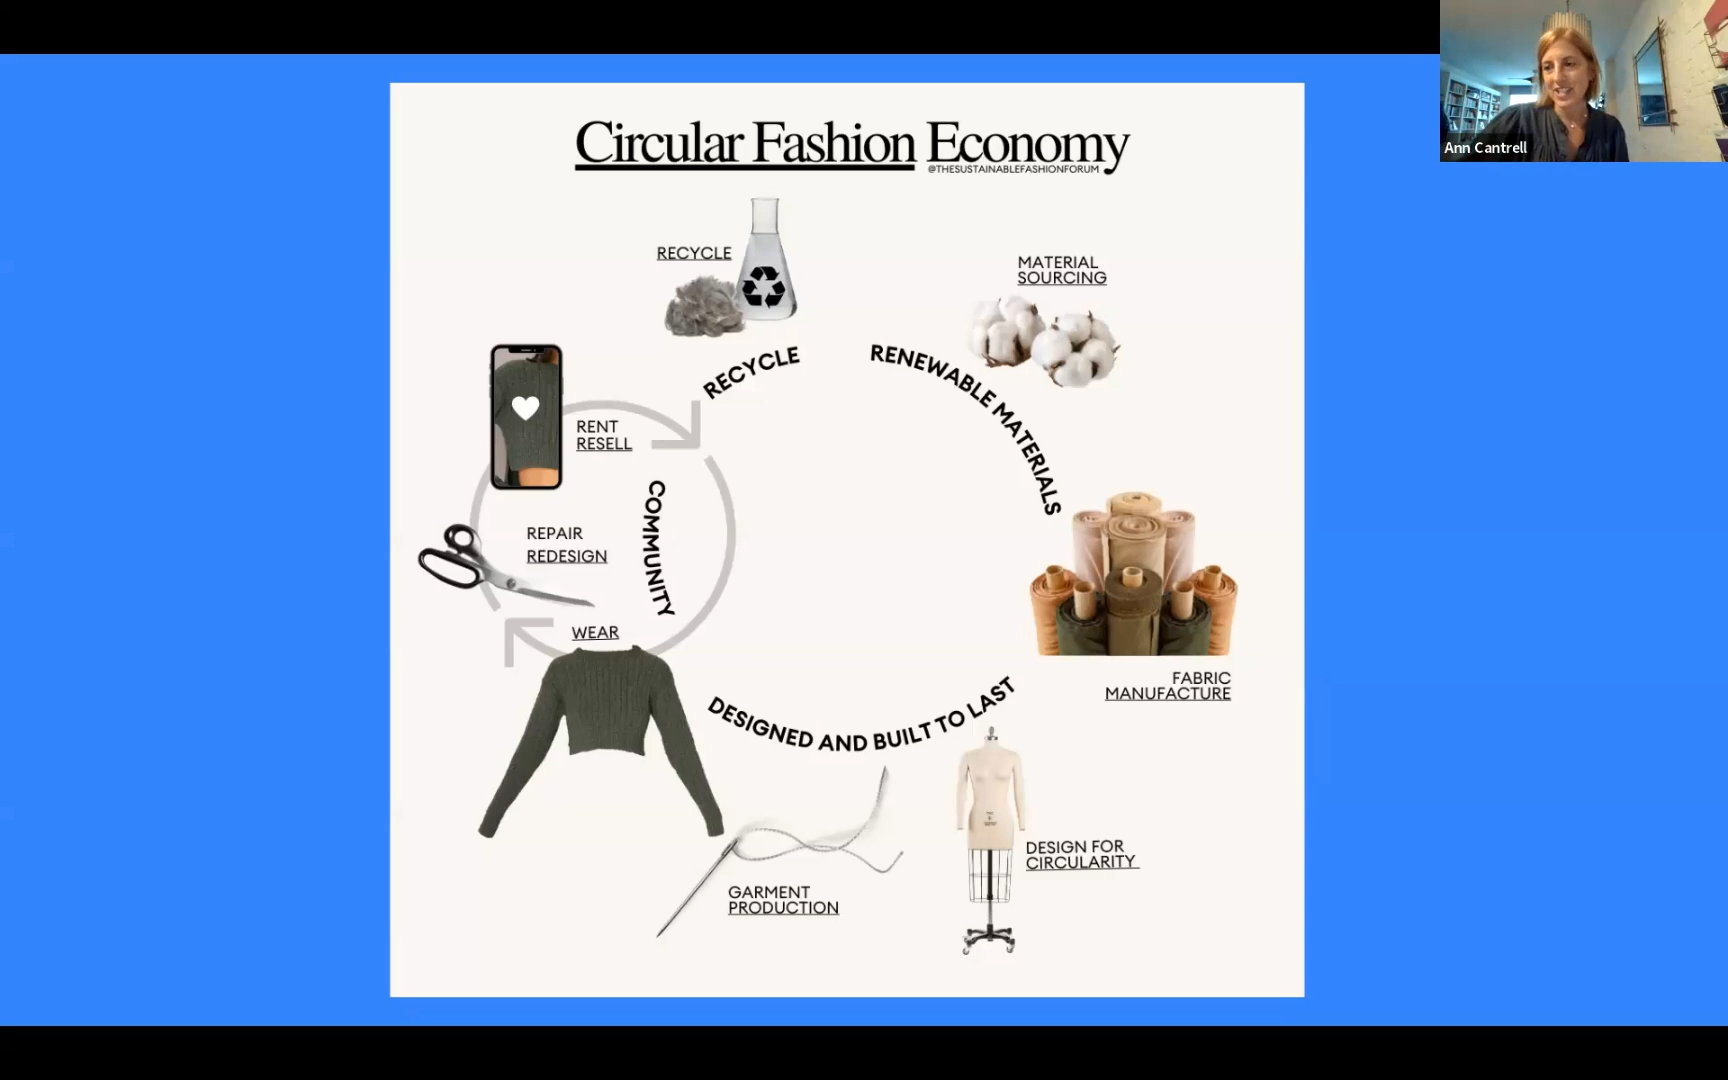 Circular Fashion Economy
@THESUSTAINABLEFASHIONFORUM
Ann Cantrell
RECYCLE
MATERIAL
SOURCING
RECYCLE
RENEWABLE MATERIALS
RENT
RESELL
COMMUNITY
REPAIR
REDESIGN
WEAR
FABRIC
MANUFACTURE
DESIGNED AND BUILT TO LAST
DESIGN FOR
CIRCULARITY
GARMENT
PRODUCTION